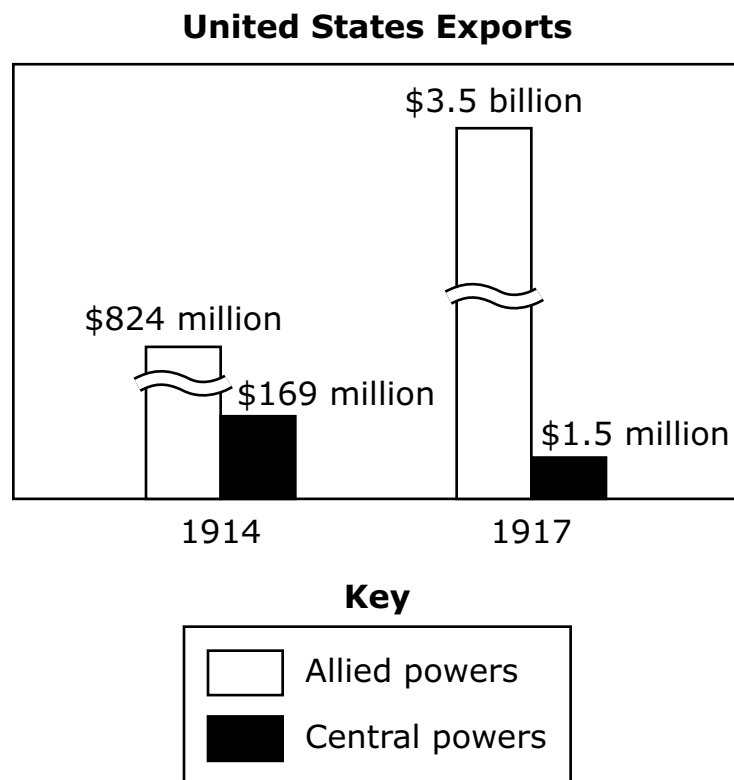 United States Exports
$3.5 billion
$824 million
$169 million
$1.5 million
1914 1917
Key
Allied powers
Central powers